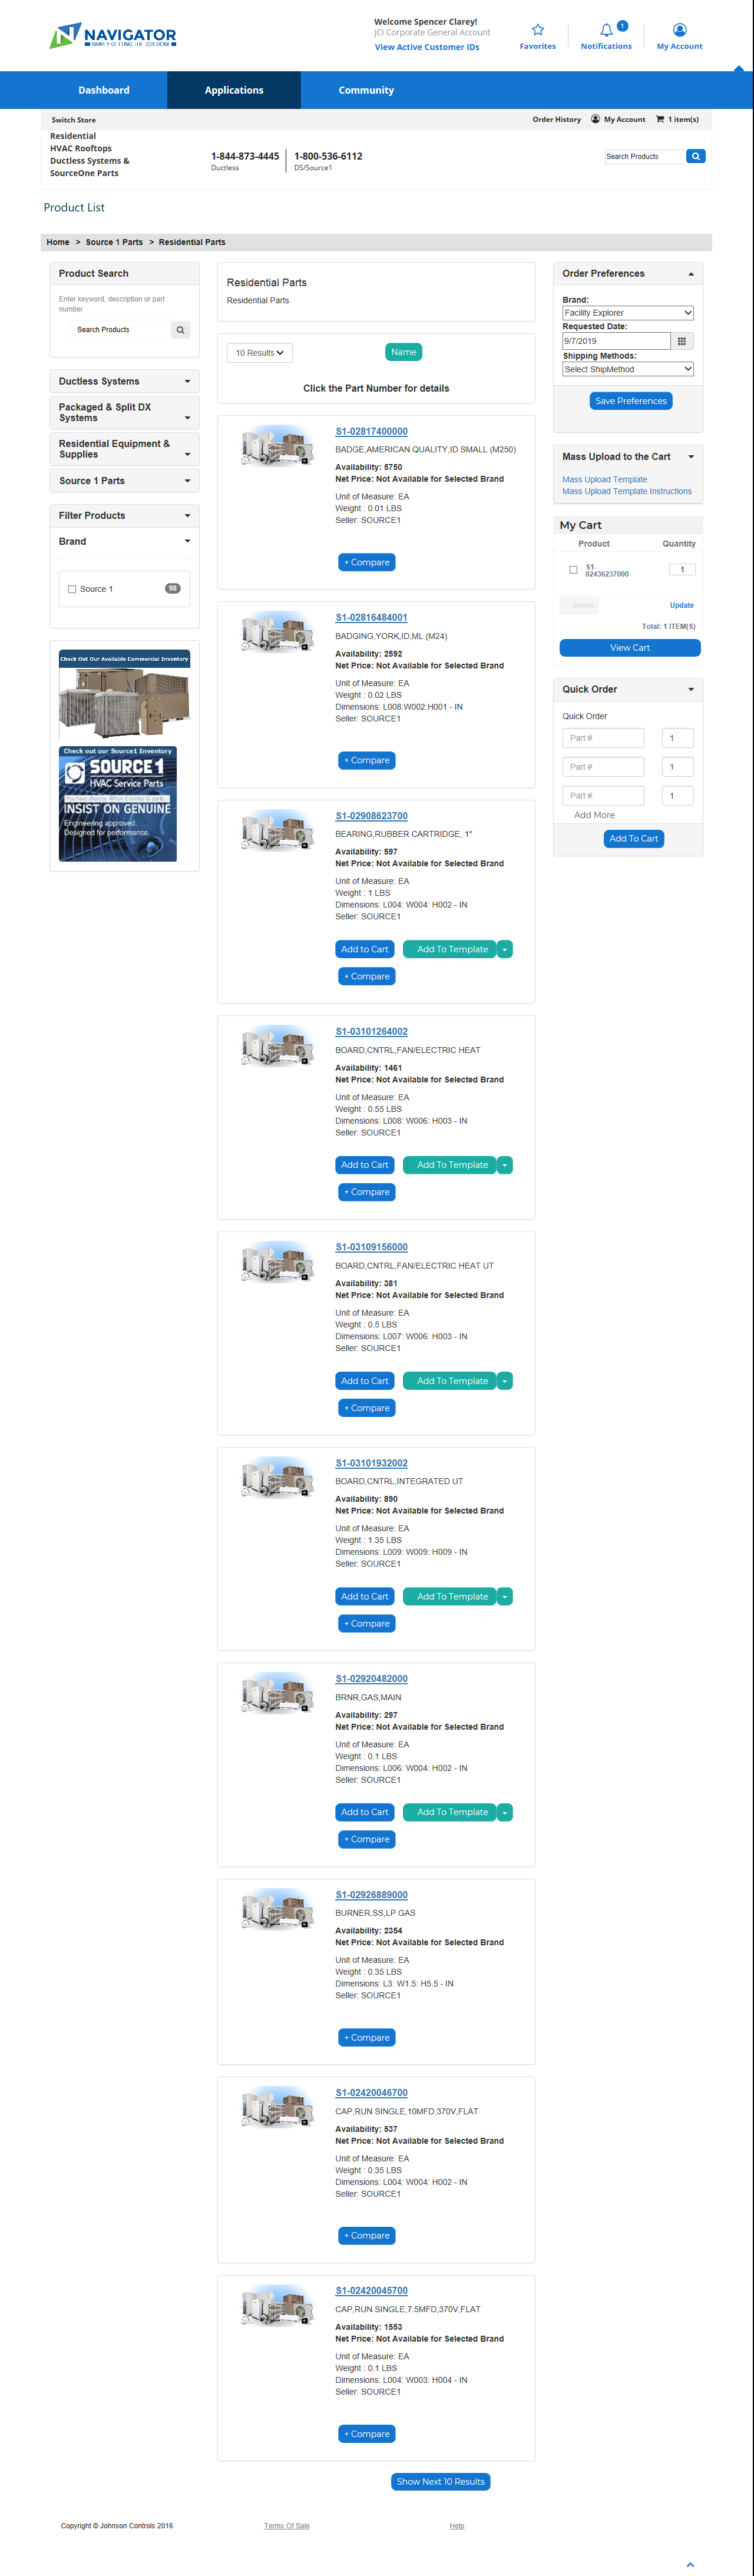 NAVIGATOR
SIMPLY GETTING THE JOB DONE
Welcome Spencer Clarey!
JCI Corporate General Account
View Active Customer IDs
Favorites
1
Notifications
My Account
Dashboard
Applications
Community
Switch Store
Order History
My Account
1 item(s)
Residential
HVAC Rooftops
Ductless Systems &
SourceOne Parts
1-844-873-4445
Ductless
1-800-536-6112
DS/Source1
Search Products
Product List
Home > Source 1 Parts > Residential Parts
Product Search
Enter keyword, description or part
number
Search Products
Ductless Systems
Packaged & Split DX
Systems
Residential Equipment &
Supplies
Source 1 Parts
Filter Products
Brand
Source 1
98
Check Out Our Available Commercial Inventory
Check out our Source1 Inventory
SOURCE1
HVAC Service Parts
You have choices. When it comes to parts...
INSIST ON GENUINE
Engineering approved.
Designed for performance.
Residential Parts
Residential Parts
10 Results
Name
Click the Part Number for details
S1-02817400000
BADGE,AMERICAN QUALITY,ID SMALL (M250)
Availability: 5750
Net Price: Not Available for Selected Brand
Unit of Measure: EA
Weight : 0.01 LBS
Seller: SOURCE1
+ Compare
S1-02816484001
BADGING,YORK,ID,ML (M24)
Availability: 2592
Net Price: Not Available for Selected Brand
Unit of Measure: EA
Weight : 0.02 LBS
Dimensions: L008:W002:H001 - IN
Seller: SOURCE1
+ Compare
S1-02908623700
BEARING,RUBBER CARTRIDGE, 1"
Availability: 597
Net Price: Not Available for Selected Brand
Unit of Measure: EA
Weight : 1 LBS
Dimensions: L004: W004: H002 - IN
Seller: SOURCE1
Add to Cart
Add To Template
+ Compare
S1-03101264002
BOARD,CNTRL,FAN/ELECTRIC HEAT
Availability: 1461
Net Price: Not Available for Selected Brand
Unit of Measure: EA
Weight : 0.55 LBS
Dimensions: L008: W006: H003 - IN
Seller: SOURCE1
Add to Cart
Add To Template
+ Compare
S1-03109156000
BOARD,CNTRL,FAN/ELECTRIC HEAT UT
Availability: 381
Net Price: Not Available for Selected Brand
Unit of Measure: EA
Weight : 0.5 LBS
Dimensions: L007: W006: H003 - IN
Seller: SOURCE1
Add to Cart
Add To Template
+ Compare
S1-03101932002
BOARD,CNTRL,INTEGRATED UT
Availability: 890
Net Price: Not Available for Selected Brand
Unit of Measure: EA
Weight : 1.35 LBS
Dimensions: L009: W009: H009 - IN
Seller: SOURCE1
Add to Cart
Add To Template
+ Compare
S1-02920482000
BRNR,GAS,MAIN
Availability: 297
Net Price: Not Available for Selected Brand
Unit of Measure: EA
Weight : 0.1 LBS
Dimensions: L006: W004: H002 - IN
Seller: SOURCE1
Add to Cart
Add To Template
+ Compare
S1-02926889000
BURNER,SS,LP GAS
Availability: 2354
Net Price: Not Available for Selected Brand
Unit of Measure: EA
Weight : 0.35 LBS
Dimensions: L3: W1.5: H5.5 - IN
Seller: SOURCE1
+ Compare
S1-02420046700
CAP,RUN SINGLE,10MFD,370V,FLAT
Availability: 537
Net Price: Not Available for Selected Brand
Unit of Measure: EA
Weight : 0.35 LBS
Dimensions: L004: W004: H002 - IN
Seller: SOURCE1
+ Compare
S1-02420045700
CAP,RUN SINGLE,7.5MFD,370V,FLAT
Availability: 1553
Net Price: Not Available for Selected Brand
Unit of Measure: EA
Weight : 0.1 LBS
Dimensions: L004: W003: H004 - IN
Seller: SOURCE1
+ Compare
Show Next 10 Results
Order Preferences
Brand:
Facility Explorer
Requested Date:
9/7/2019
Shipping Methods:
Select ShipMethod
Save Preferences
Mass Upload to the Cart
Mass Upload Template
Mass Upload Template Instructions
My Cart
Product
Quantity
S1-
02436237000
1
Delete
Update
Total: 1 ITEM(S)
View Cart
Quick Order
Quick Order
Part #
1
Part #
1
Part #
1
Add More
Add To Cart
Copyright © Johnson Controls 2016
Terms Of Sale
Help